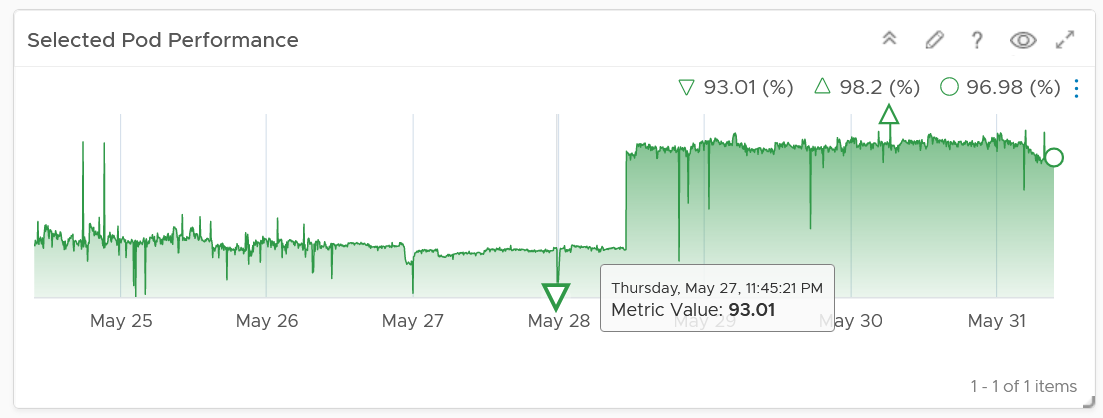 Selected Pod Performance
?
93.01 (%) 98.2 (%) 96.98 (%)
Thursday, May 27, 11:45:21 PM
Metric Value: 93.01
May 25 May 26 May 27 May 28 May 29 May 30 May 31
1 - 1 of 1 items